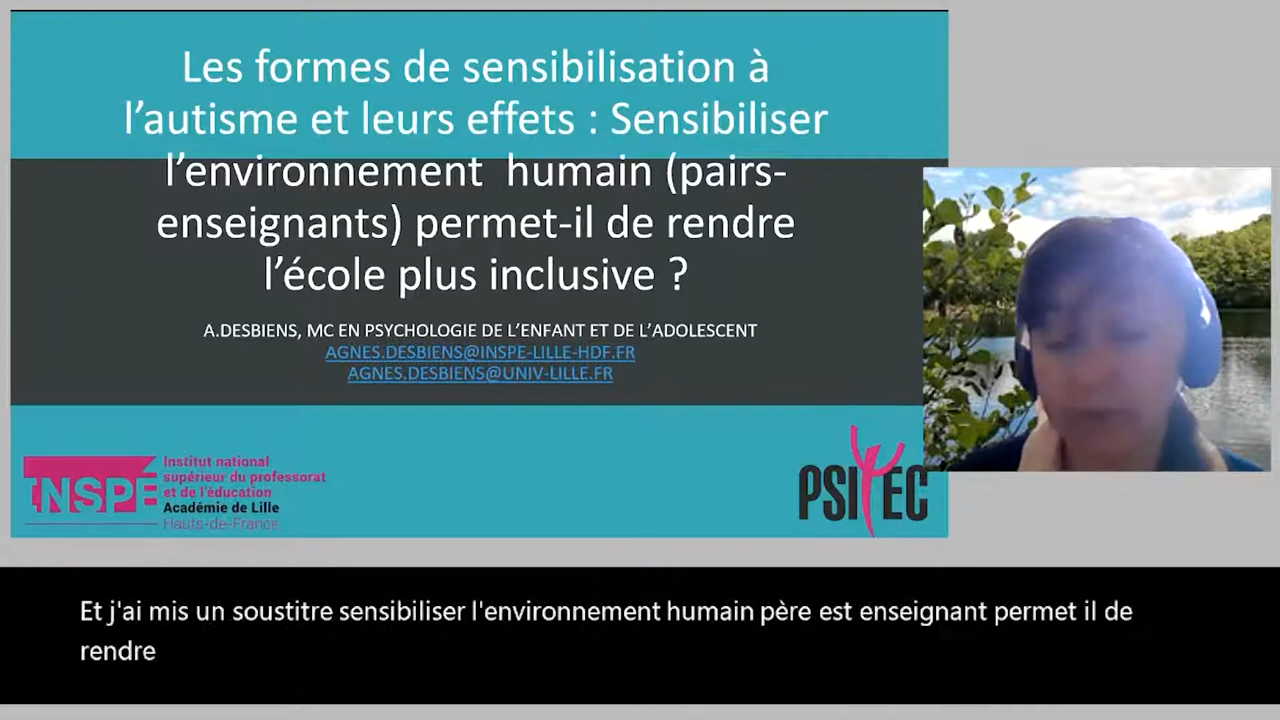 Les formes de sensibilisation à
l'autisme et leurs effets : Sensibiliser
l'environnement humain (pairs-
enseignants) permet-il de rendre
l'école plus inclusive ?
A.DESBIENS, MC EN PSYCHOLOGIE DE L'ENFANT ET DE L'ADOLESCENT
AGNES.DESBIENS@INSPE-LILLE-HDF.FR
AGNES.DESBIENS@UNIV-LILLE.FR
INSPE
Institut national
supérieur du professorat
et de l'éducation
Académie de Lille
Hauts-de-France
PSITEC
Et j'ai mis un soustitre sensibiliser l'environnement humain père est enseignant permet il de
rendre